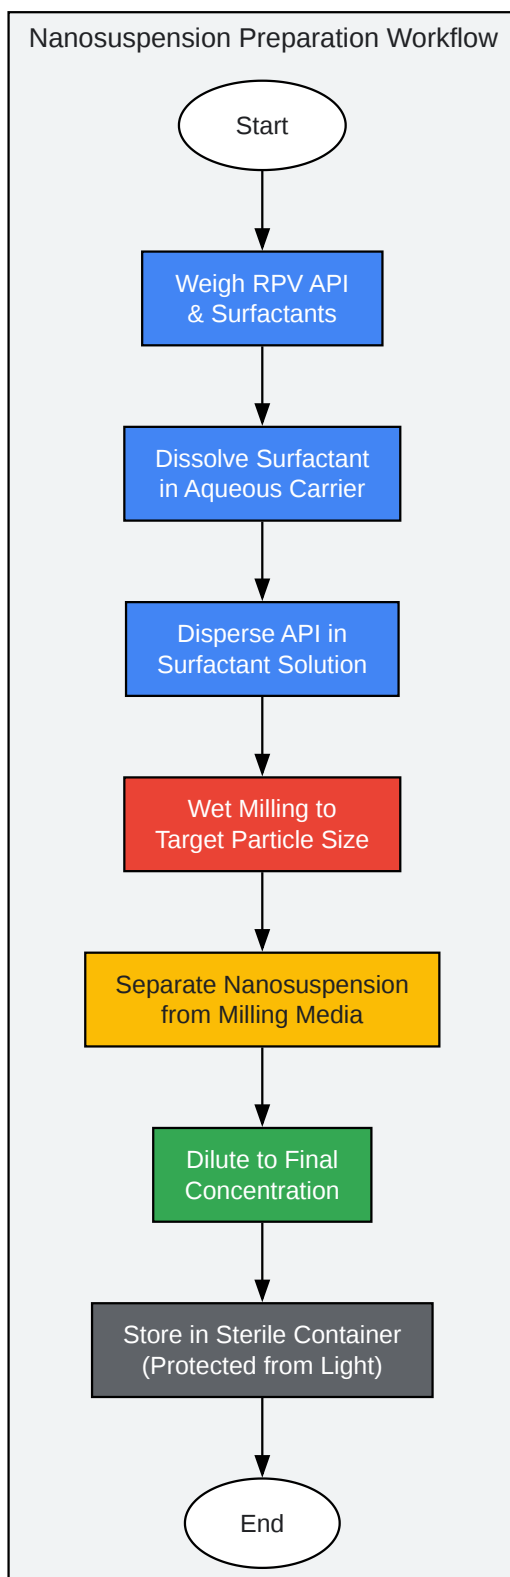 Nanosuspension Preparation Workflow
Start
Weigh RPV API
& Surfactants
Dissolve Surfactant
in Aqueous Carrier
Disperse API in
Surfactant Solution
Wet Milling to
Target Particle Size
Separate Nanosuspension
from Milling Media
Dilute to Final
Concentration
Store in Sterile Container
(Protected from Light)
End